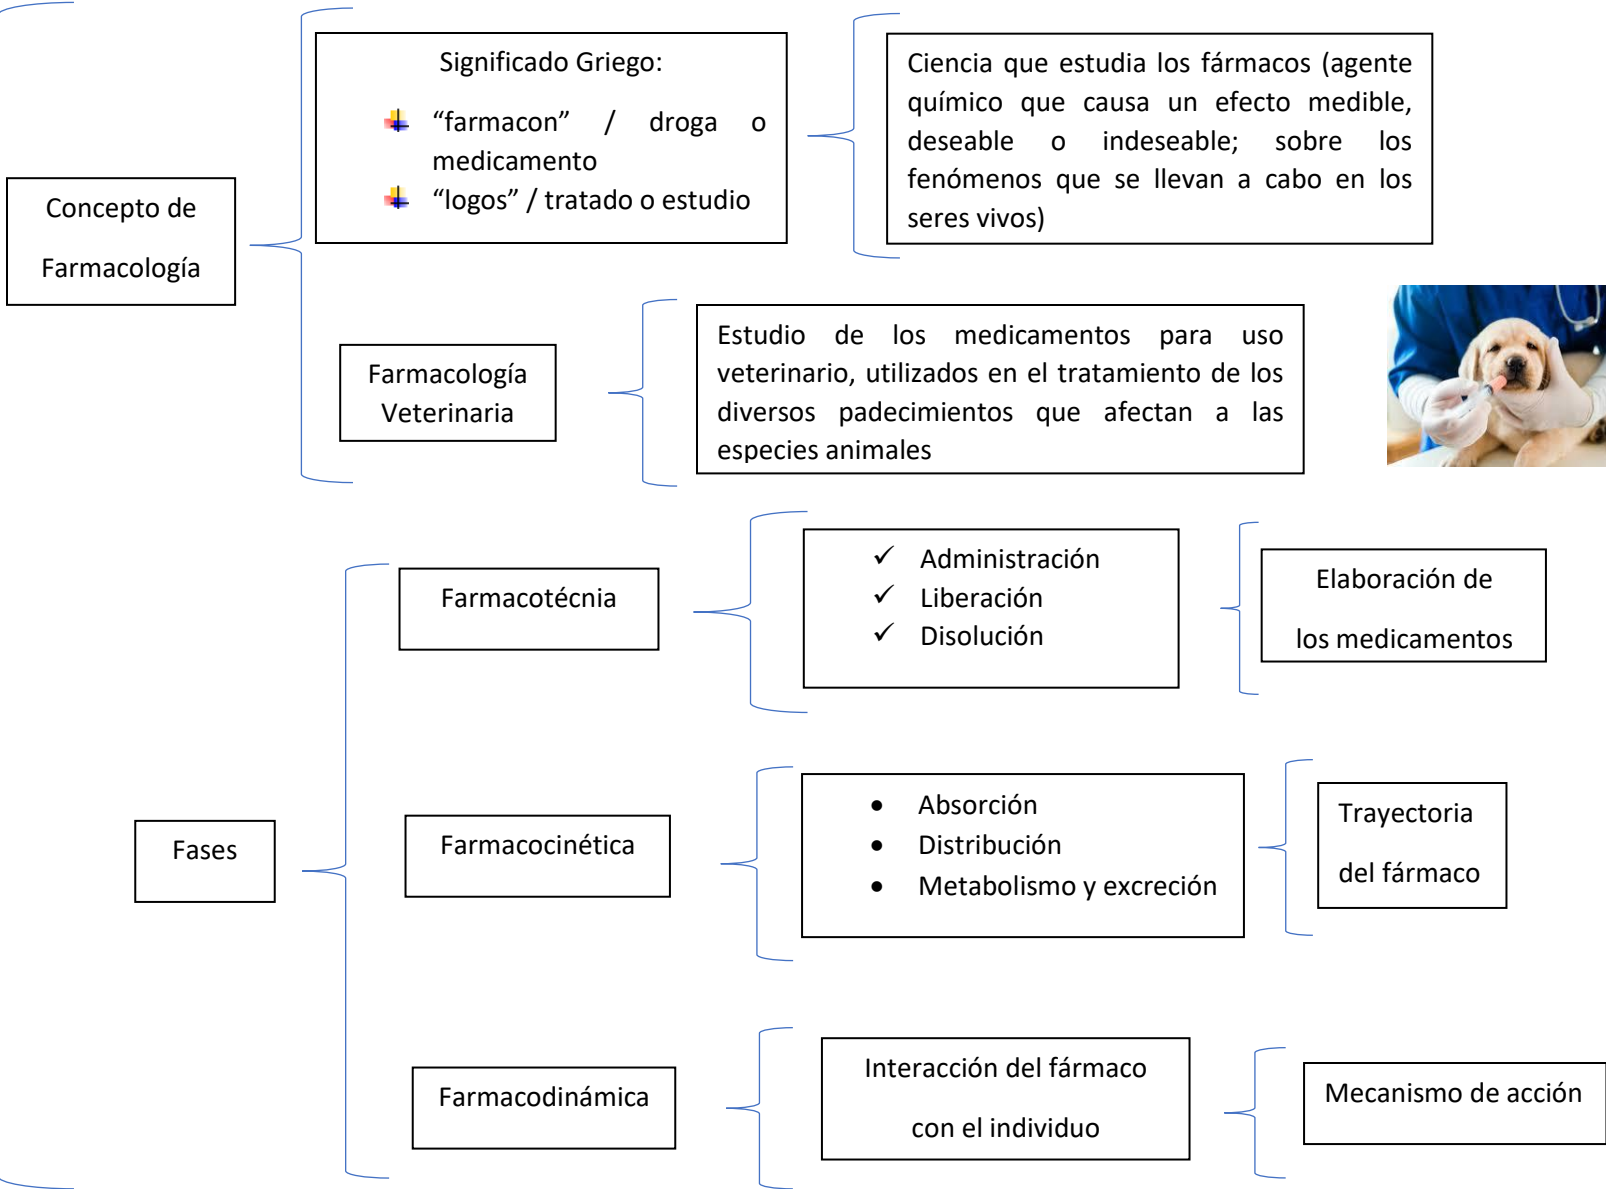 Concepto de
Farmacología
Significado Griego:
“farmacon” / droga o
medicamento
“logos” / tratado o estudio
Ciencia que estudia los fármacos (agente
químico que causa un efecto medible,
deseable o indeseable; sobre los
fenómenos que se llevan a cabo en los
seres vivos)
Farmacología
Veterinaria
Estudio de los medicamentos para uso
veterinario, utilizados en el tratamiento de los
diversos padecimientos que afectan a las
especies animales
Fases
Farmacotécnia
✓ Administración
✓ Liberación
✓ Disolución
Elaboración de
los medicamentos
Farmacocinética
• Absorción
• Distribución
• Metabolismo y excreción
Trayectoria
del fármaco
Farmacodinámica
Interacción del fármaco
con el individuo
Mecanismo de acción